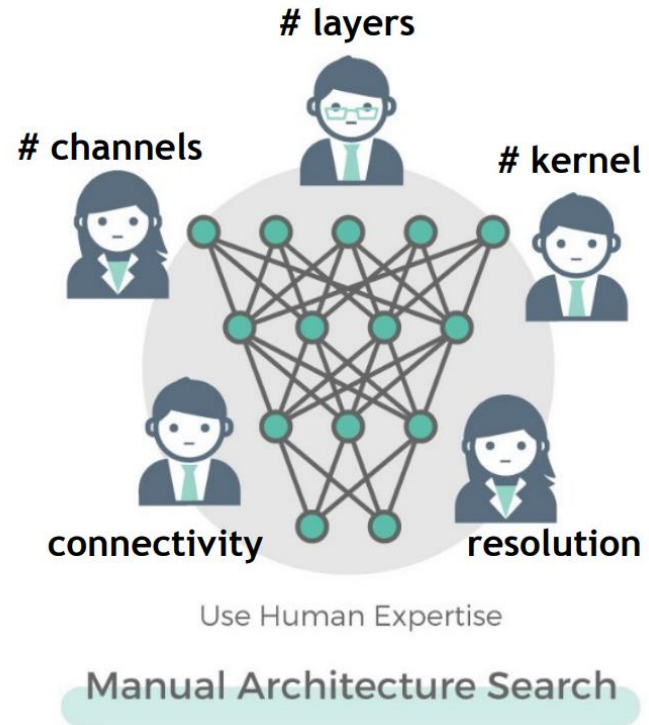 # layers
# channels
# kernel
connectivity
resolution
Use Human Expertise
Manual Architecture Search